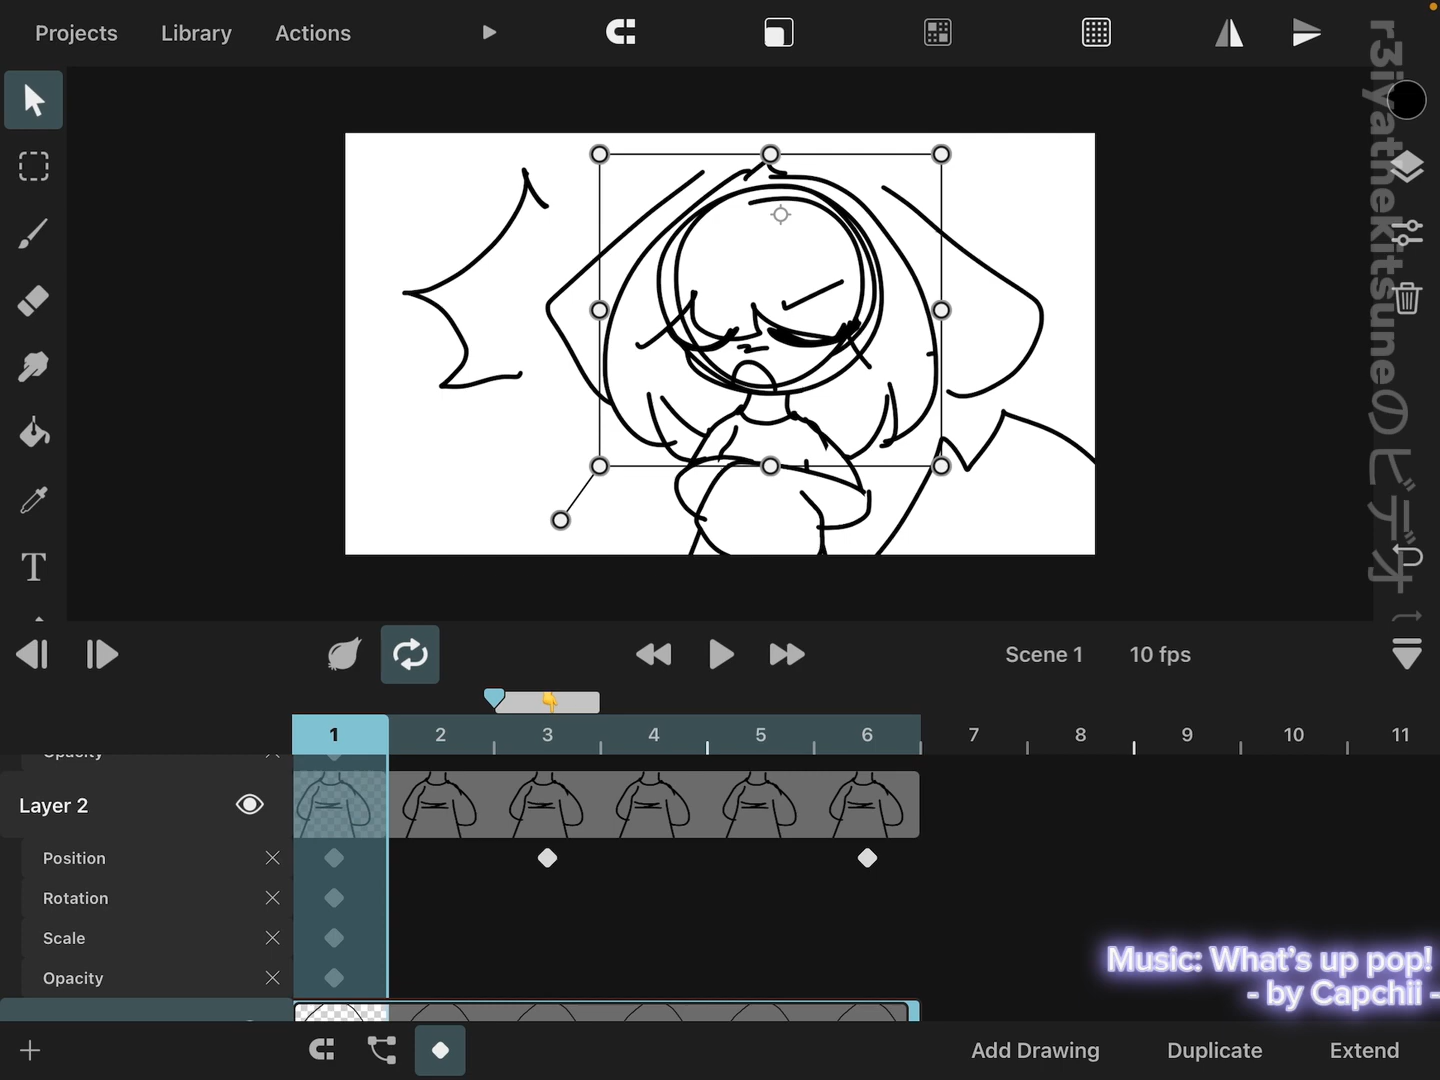 Projects Library Actions
r3iyathekitsuneのビデオ
T
Scene 1 10 fps
1 2 3 4 5 6 7 8 9 10 11
Opacity
Layer 2
Position
Rotation
Scale
Opacity
Music: What's up pop!
- by Capchii -
Add Drawing Duplicate Extend